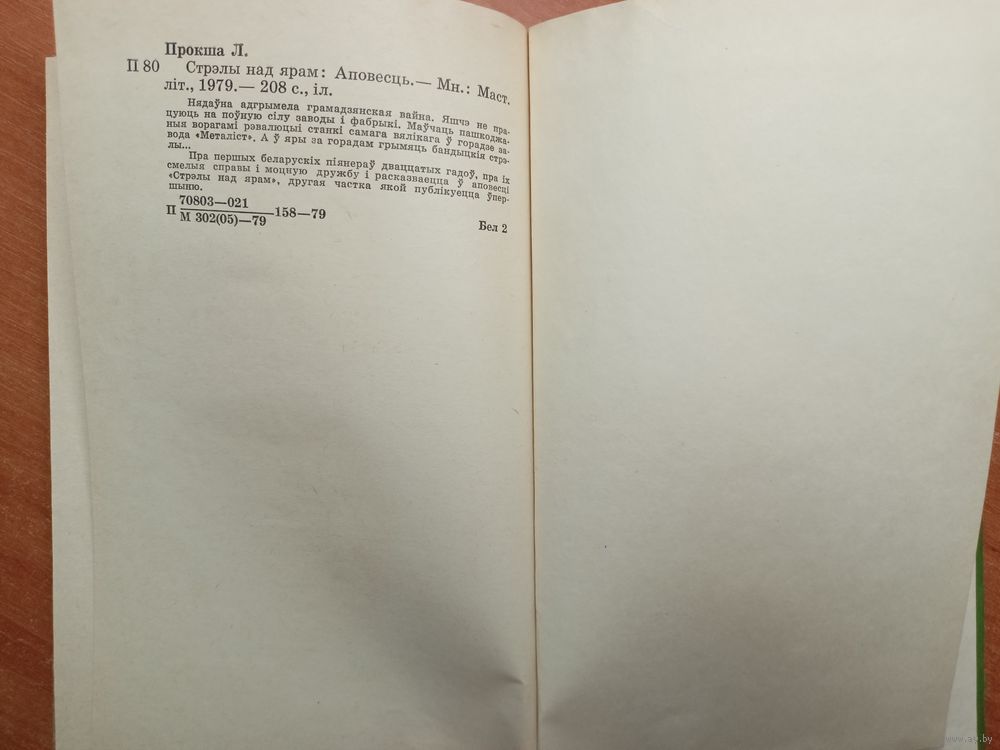 Прокша Л.
П 80 Стрэлы над ярам: Аповесць.— Мн.: Маст.
літ., 1979.— 208 с., іл.
Нядаўна адгрымела грамадзянская вайна. Яшчэ не пра-
цуюць на поўную сілу заводы і фабрыкі. Маўчаць пашкоджа-
ныя ворагамі рэвалюцыі станкі самага вялікага ў горадзе за-
вода «Металіст». А ў яры за горадам грымяць бандыцкія стрэ-
лы...
Пра першых беларускіх піянераў дваццатых гадоў, пра іх
смелыя справы і моцную дружбу і расказваецца ў аповесці
«Стрэлы над ярам», другая частка якой публікуецца ўпер-
шыню.
П 70803—021
М 302(05)—79 158—79
Бел 2
www.ay.by